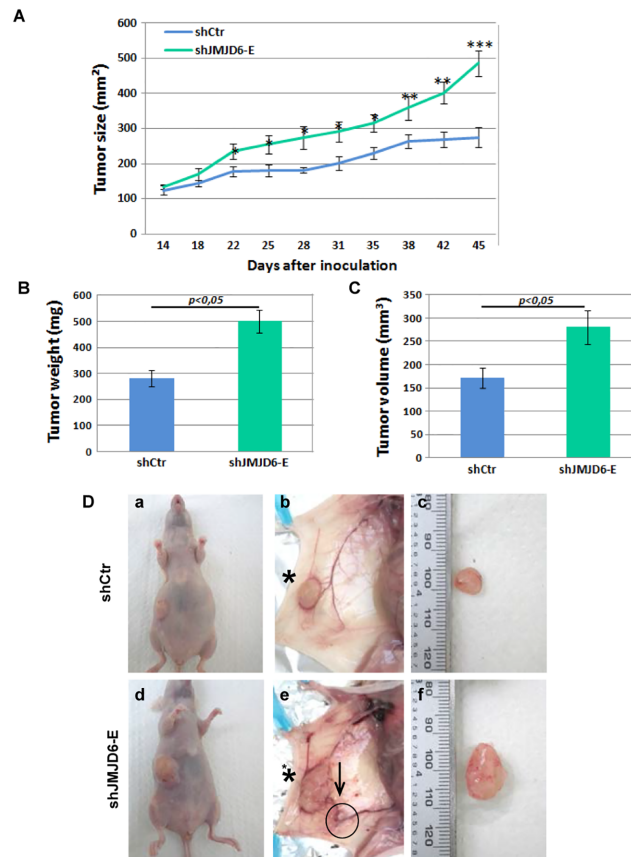 A
shCtr
shJMJD6-E
Tumor size (mm²)
600
500
400
300
200
100
0
* * * * * ** ** ***
14 18 22 25 28 31 35 38 42 45
Days after inoculation
B
Tumor weight (mg)
600
500
400
300
200
100
0
p<0,05
shCtr shJMJD6-E
C
Tumor volume (mm³)
350
300
250
200
150
100
50
0
p<0,05
shCtr shJMJD6-E
D
shCtr
a
b
*
c
80
90
100
110
120
shJMJD6-E
d
e
*
*
f
80
90
100
110
120